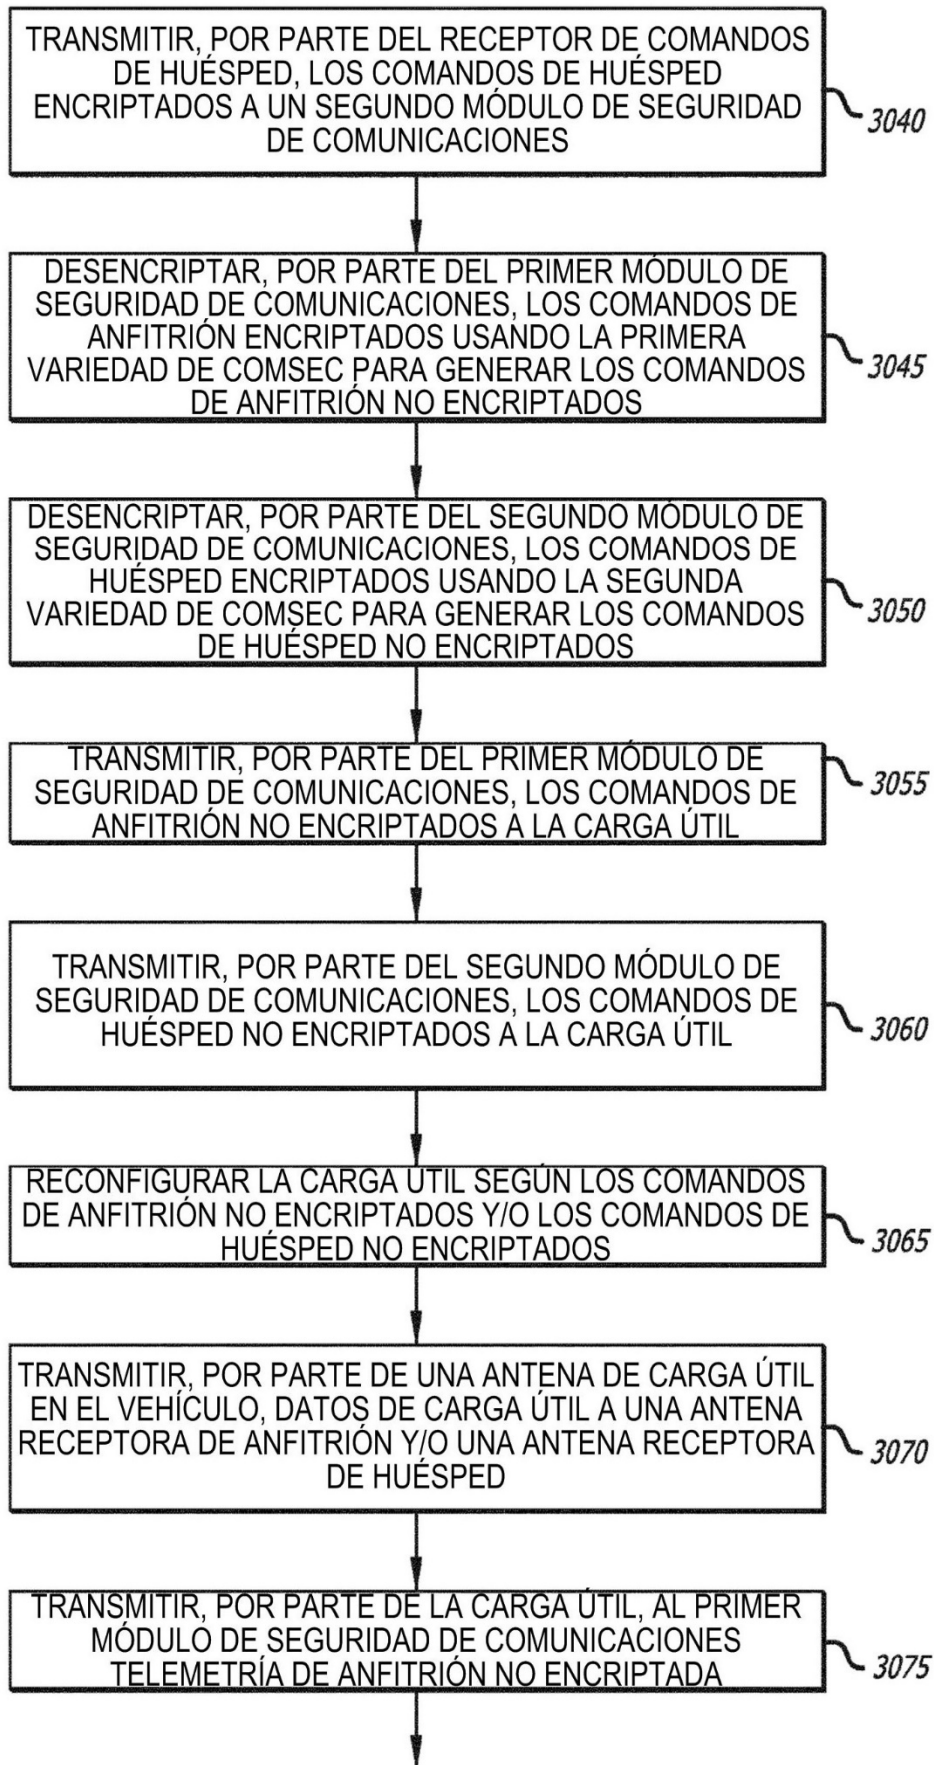 TRANSMITIR, POR PARTE DEL RECEPTOR DE COMANDOS
DE HUÉSPED, LOS COMANDOS DE HUÉSPED
ENCRIPTADOS A UN SEGUNDO MÓDULO DE SEGURIDAD
DE COMUNICACIONES
3040
DESENCRIPTAR, POR PARTE DEL PRIMER MÓDULO DE
SEGURIDAD DE COMUNICACIONES, LOS COMANDOS DE
ANFITRIÓN ENCRIPTADOS USANDO LA PRIMERA
VARIEDAD DE COMSEC PARA GENERAR LOS COMANDOS
DE ANFITRIÓN NO ENCRIPTADOS
3045
DESENCRIPTAR, POR PARTE DEL SEGUNDO MÓDULO DE
SEGURIDAD DE COMUNICACIONES, LOS COMANDOS DE
HUÉSPED ENCRIPTADOS USANDO LA SEGUNDA
VARIEDAD DE COMSEC PARA GENERAR LOS COMANDOS
DE HUÉSPED NO ENCRIPTADOS
3050
TRANSMITIR, POR PARTE DEL PRIMER MÓDULO DE
SEGURIDAD DE COMUNICACIONES, LOS COMANDOS DE
ANFITRIÓN NO ENCRIPTADOS A LA CARGA ÚTIL
3055
TRANSMITIR, POR PARTE DEL SEGUNDO MÓDULO DE
SEGURIDAD DE COMUNICACIONES, LOS COMANDOS DE
HUÉSPED NO ENCRIPTADOS A LA CARGA ÚTIL
3060
RECONFIGURAR LA CARGA ÚTIL SEGÚN LOS COMANDOS
DE ANFITRIÓN NO ENCRIPTADOS Y/O LOS COMANDOS DE
HUÉSPED NO ENCRIPTADOS
3065
TRANSMITIR, POR PARTE DE UNA ANTENA DE CARGA ÚTIL
EN EL VEHÍCULO, DATOS DE CARGA ÚTIL A UNA ANTENA
RECEPTORA DE ANFITRIÓN Y/O UNA ANTENA RECEPTORA
DE HUÉSPED
3070
TRANSMITIR, POR PARTE DE LA CARGA ÚTIL, AL PRIMER
MÓDULO DE SEGURIDAD DE COMUNICACIONES
TELEMETRÍA DE ANFITRIÓN NO ENCRIPTADA
3075